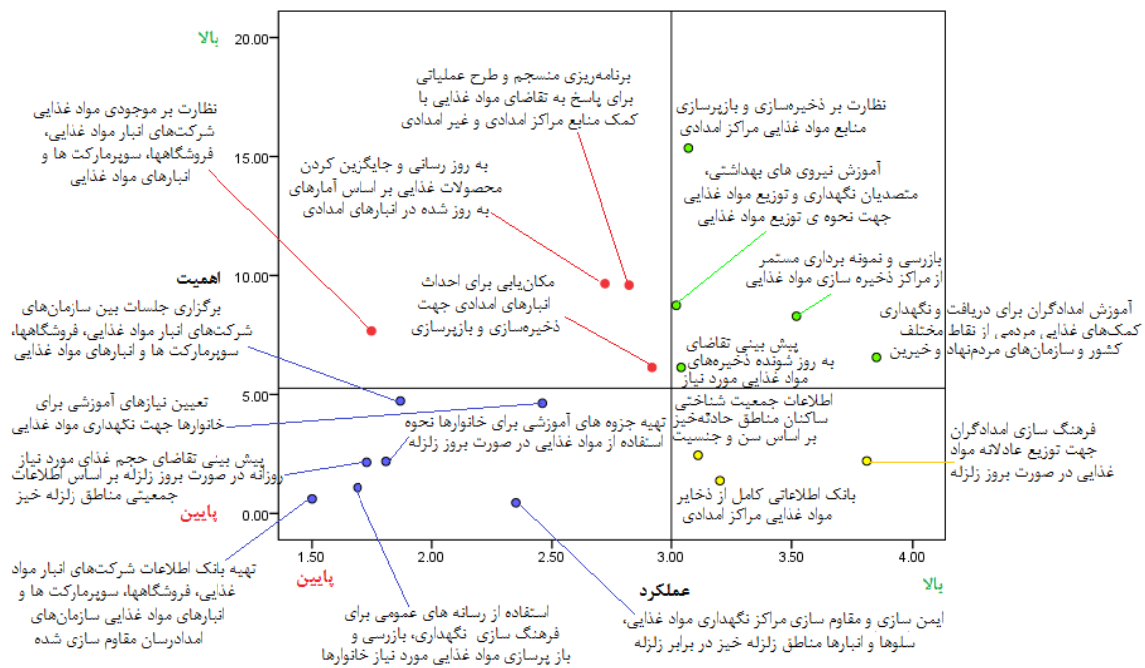 بالا
20.00
15.00
10.00
5.00
0.00
اهمیت
پایین
نظارت بر موجودی مواد غذایی
شرکت‌های انبار مواد غذایی،
فروشگاهها، سوپرمارکت ها و
انبارهای مواد غذایی
برنامه‌ریزی منسجم و طرح عملیاتی
برای پاسخ به تقاضای مواد غذایی با
کمک منابع مراکز امدادی و غیر امدادی
به روز رسانی و جایگزین کردن
محصولات غذایی بر اساس آمارهای
به روز شده در انبارهای امدادی
مکان‌یابی برای احداث
انبارهای امدادی جهت
ذخیره‌سازی و بازپرسازی
نظارت بر ذخیره‌سازی و بازپرسازی
منابع مواد غذایی مراکز امدادی
آموزش نیروی های بهداشتی،
متصدیان نگهداری و توزیع مواد غذایی
جهت نحوه ی توزیع مواد غذایی
بازرسی و نمونه برداری مستمر
از مراکز ذخیره سازی مواد غذایی
آموزش امدادگران برای دریافت و نگهداری
کمک‌های غذایی مردمی از نقاط مختلف
کشور و سازمان‌های مردم‌نهاد و خیرین
پیش بینی تقاضای
به روز شونده ذخیره‌های
مواد غذایی مورد نیاز
برگزاری جلسات بین سازمان‌های
شرکت‌های انبار مواد غذایی، فروشگاهها،
سوپرمارکت ها و انبارهای مواد غذایی
تعیین نیازهای آموزشی برای
خانوارها جهت نگهداری مواد غذایی
تهیه جزوه های آموزشی برای خانوارها نحوه
استفاده از مواد غذایی در صورت بروز زلزله
پیش بینی تقاضای حجم غذای مورد نیاز
روزانه در صورت بروز زلزله بر اساس اطلاعات
جمعیتی مناطق زلزله خیز
اطلاعات جمعیت شناختی
ساکنان مناطق حادثه‌خیز
بر اساس سن و جنسیت
بانک اطلاعاتی کامل از ذخایر
مواد غذایی مراکز امدادی
فرهنگ سازی امدادگران
جهت توزیع عادلانه مواد
غذایی در صورت بروز زلزله
1.50
2.00
2.50
3.00
3.50
4.00
پایین
عملکرد
بالا
تهیه بانک اطلاعات شرکت‌های انبار مواد
غذایی، فروشگاهها، سوپرمارکت ها و
انبارهای مواد غذایی سازمان‌های
امدادرسان مقاوم سازی شده
استفاده از رسانه های عمومی برای
فرهنگ سازی نگهداری، بازرسی و
باز پرسازی مواد غذایی مورد نیاز خانوارها
ایمن سازی و مقاوم سازی مراکز نگهداری مواد غذایی،
سلوها و انبارها مناطق زلزله خیز در برابر زلزله